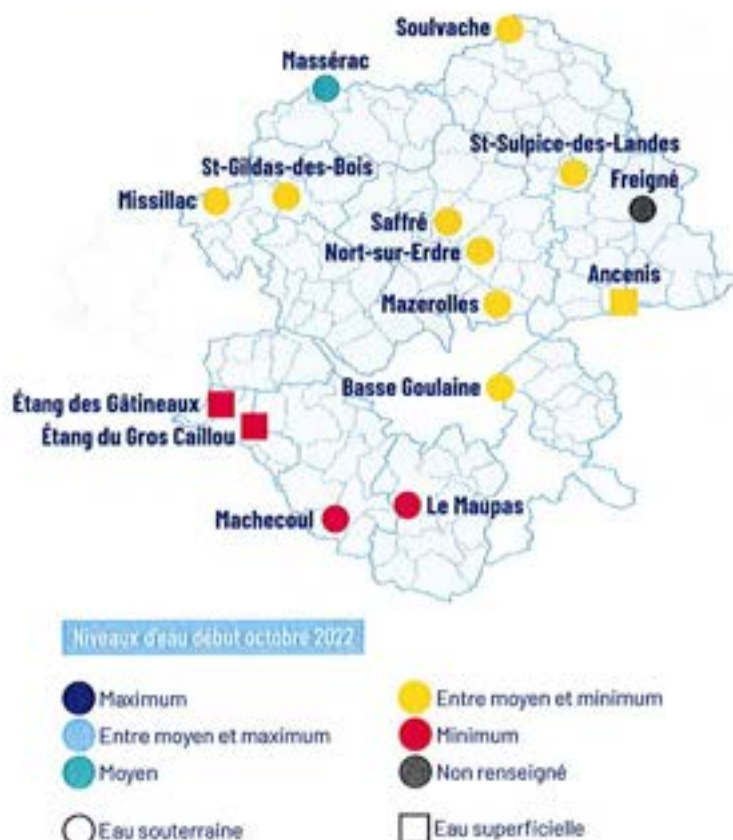 Soulvache
Massérac
St-Sulpice-des-Landes
St-Gildas-des-Bois
Freigné
Missillac
Saffré
Nort-sur-Erdre
Ancenis
Mazerolles
Basse Goulaine
Étang des Gâtineaux
Étang du Gros Caillou
Le Maupas
Machecoul
Niveaux d'eau début octobre 2022
Maximum
Entre moyen et maximum
Moyen
Entre moyen et minimum
Minimum
Non renseigné
Eau souterraine
Eau superficielle